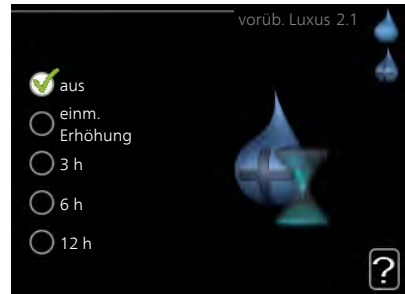 vorüb. Luxus 2.1
aus
einm.
Erhöhung
3 h
6 h
12 h
?